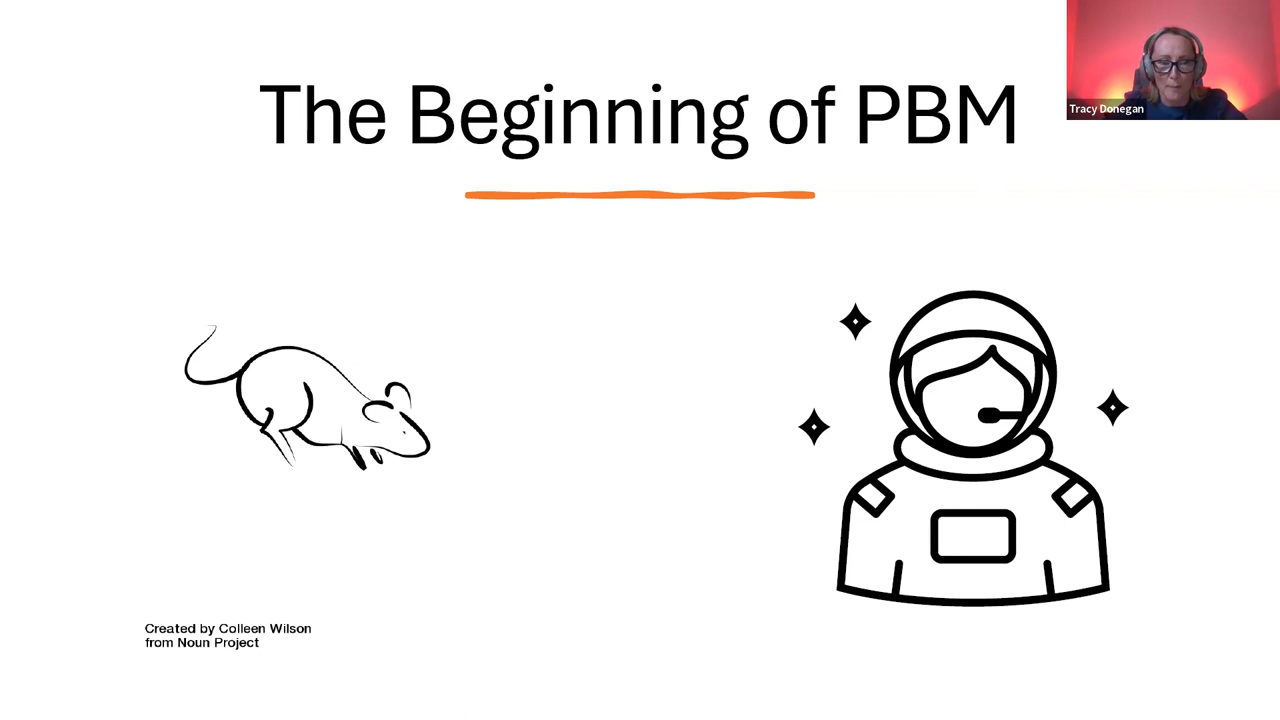 The Beginning of PBM
Tracy Donegan
Created by Colleen Wilson
from Noun Project